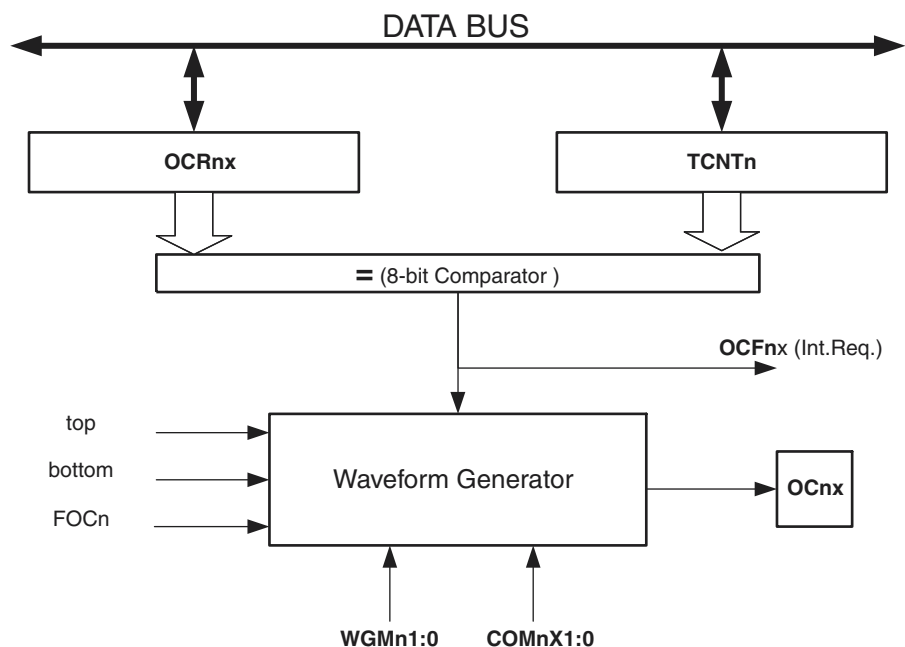 DATA BUS
OCRnx
TCNTn
= (8-bit Comparator )
OCFnx (Int.Req.)
top
bottom
FOCn
Waveform Generator
OCnx
WGMn1:0
COMnX1:0